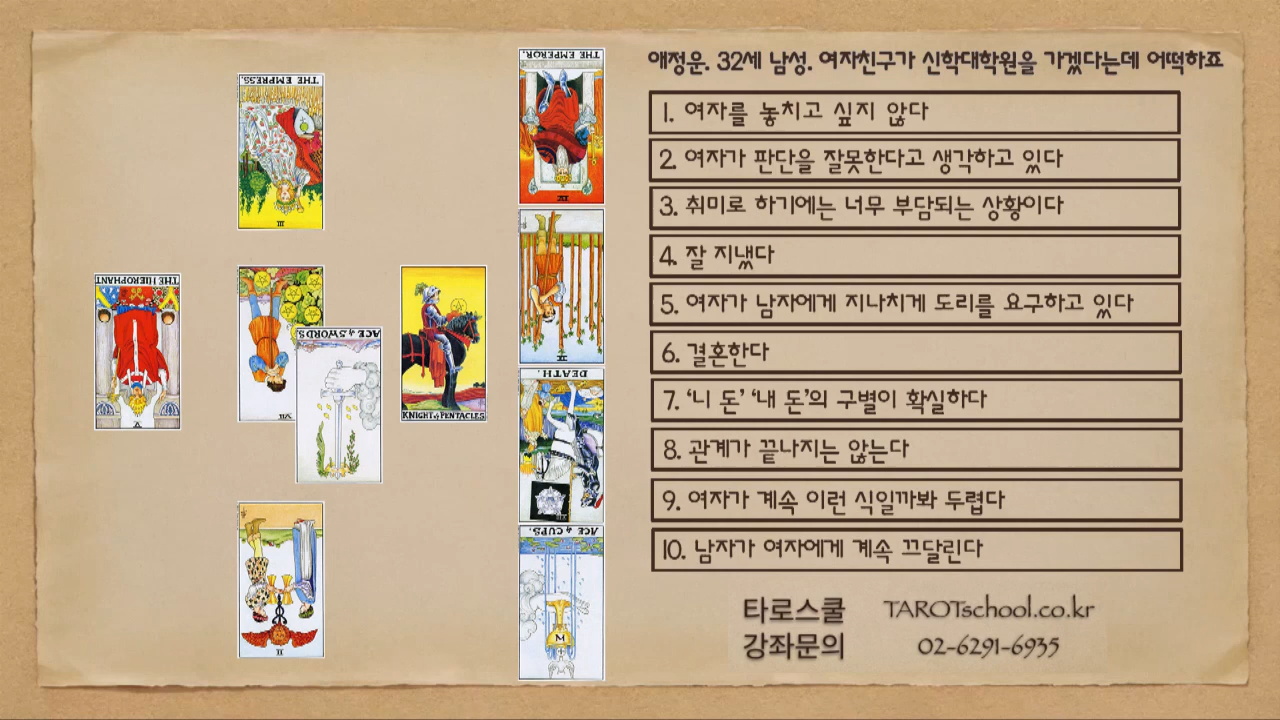 애정운. 32세 남성. 여자친구가 신학대학원을 가겠다는데 어떡하죠
1. 여자를 놓치고 싶지 않다
2. 여자가 판단을 잘못한다고 생각하고 있다
3. 취미로 하기에는 너무 부담되는 상황이다
4. 잘 지냈다
5. 여자가 남자에게 지나치게 도리를 요구하고 있다
6. 결혼한다
7. ‘니 돈’ ‘내 돈’의 구별이 확실하다
8. 관계가 끝나지는 않는다
9. 여자가 계속 이런 식일까봐 두렵다
10. 남자가 여자에게 계속 끄달린다
타로스쿨 TAROTschool.co.kr
강좌문의 02-6291-6935
THE EMPRESS.
III
THE HIEROPHANT
V
VII
ACE of SWORDS
KNIGHT of PENTACLES
II
THE EMPEROR.
IV
IX
DEATH.
XIII
ACE of CUPS.